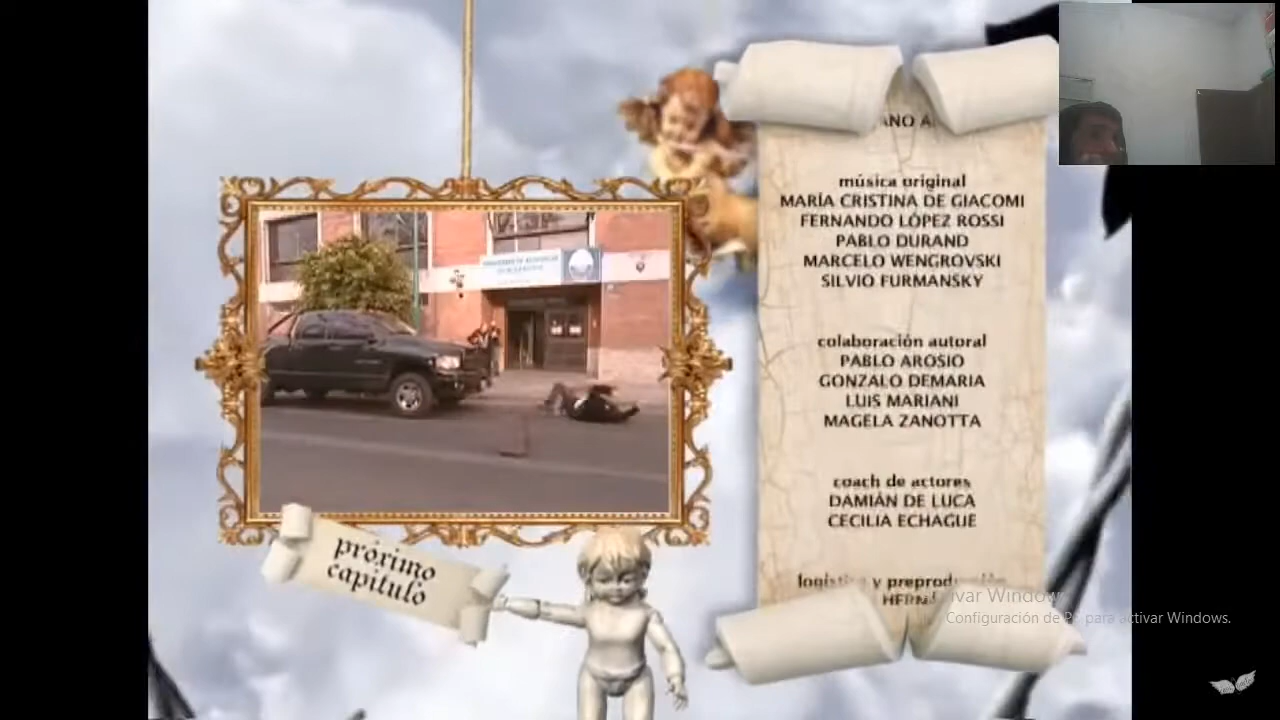 música original
MARÍA CRISTINA DE GIACOMI
FERNANDO LÓPEZ ROSSI
PABLO DURAND
MARCELO WENGROVSKI
SILVIO FURMANSKY
colaboración autoral
PABLO AROSIO
GONZALO DEMARIA
LUIS MARIANI
MAGELA ZANOTTA
coach de actores
DAMIÁN DE LUCA
CECILIA ECHAGUE
próximo
capítulo
Configuración de PC para activar Windows.